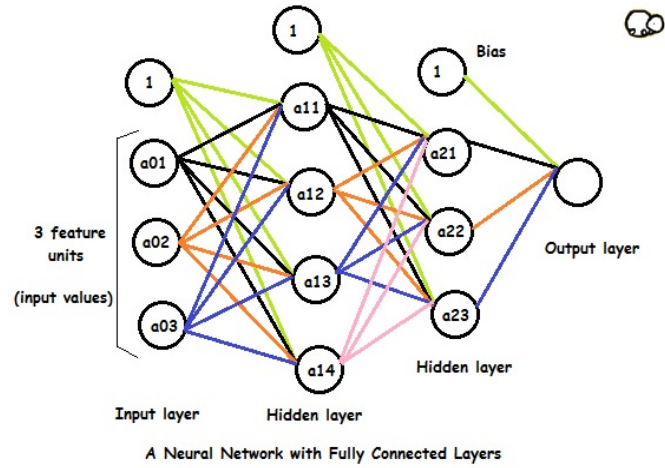 1
1
1
Bias
a01
a02
a03
a11
a12
a13
a14
a21
a22
a23
3 feature
units
(input values)
Output layer
Hidden layer
Input layer
Hidden layer
A Neural Network with Fully Connected Layers